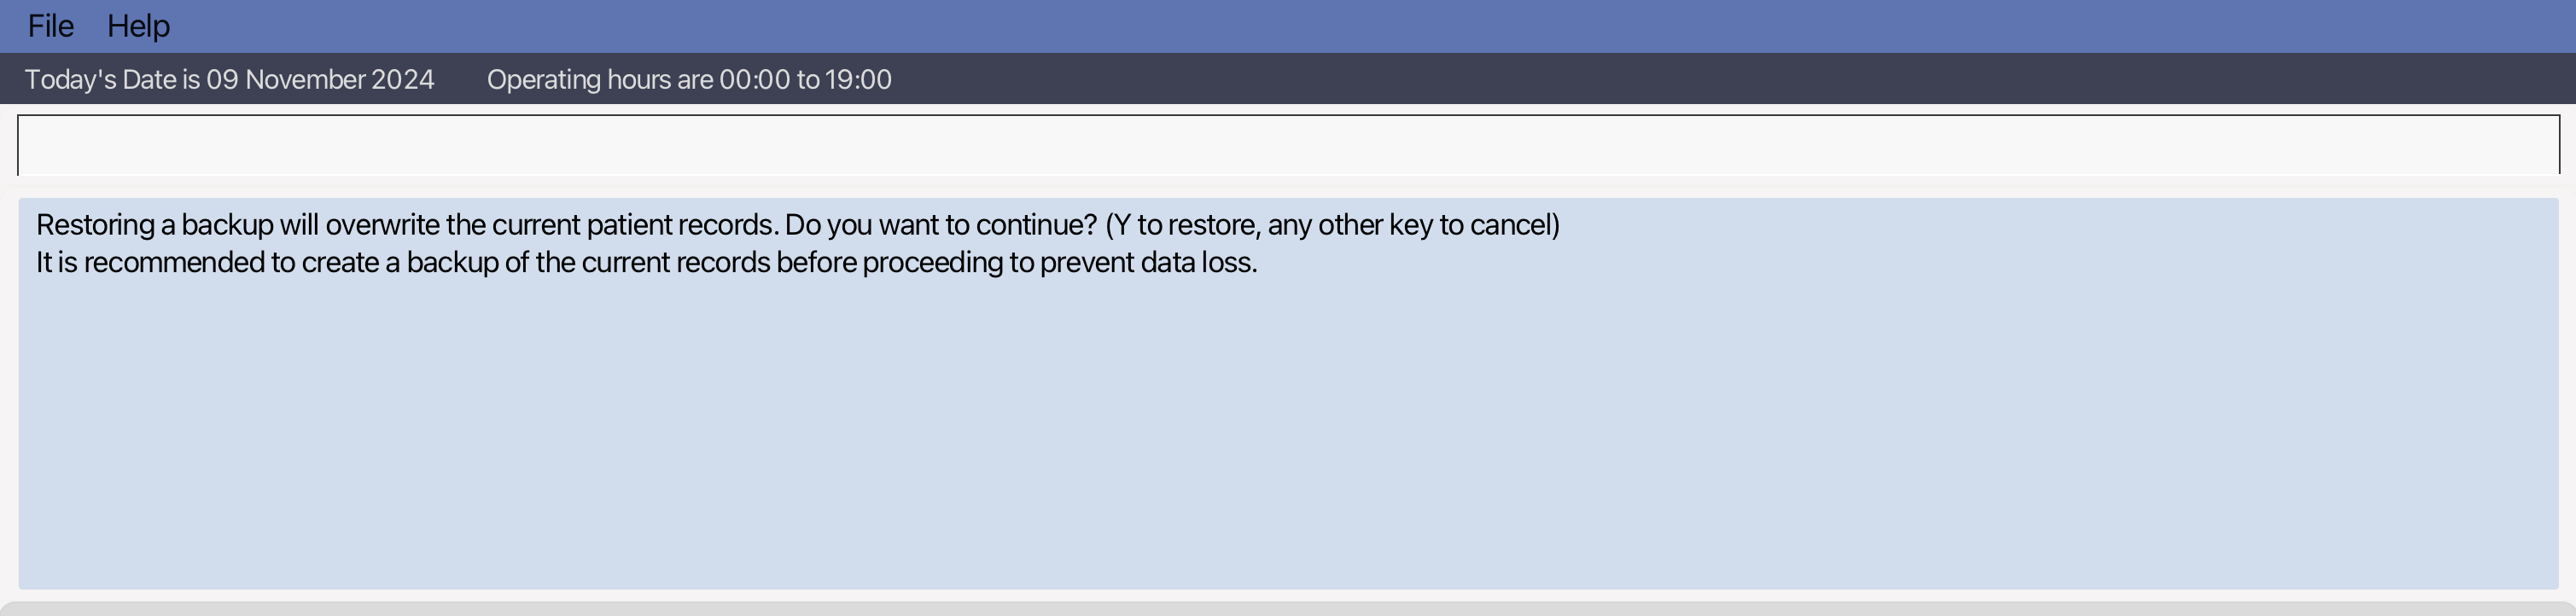 File Help
Today's Date is 09 November 2024 Operating hours are 00:00 to 19:00
Restoring a backup will overwrite the current patient records. Do you want to continue? (Y to restore, any other key to cancel)
It is recommended to create a backup of the current records before proceeding to prevent data loss.